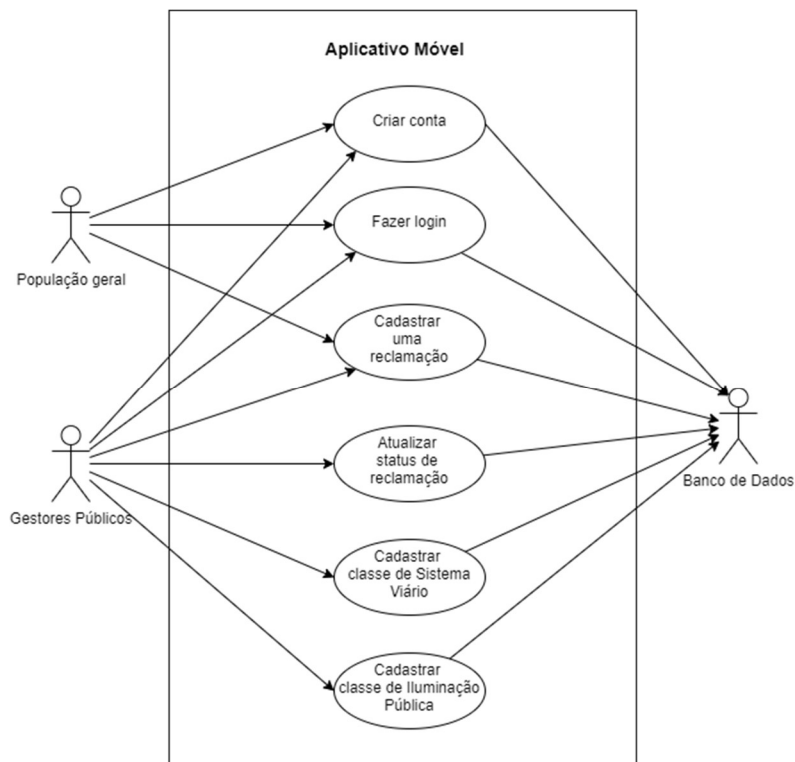 Aplicativo Móvel
Criar conta
Fazer login
População geral
Cadastrar
uma
reclamação
Atualizar
status de
reclamação
Gestores Públicos
Banco de Dados
Cadastrar
classe de Sistema
Viário
Cadastrar
classe de Iluminação
Pública